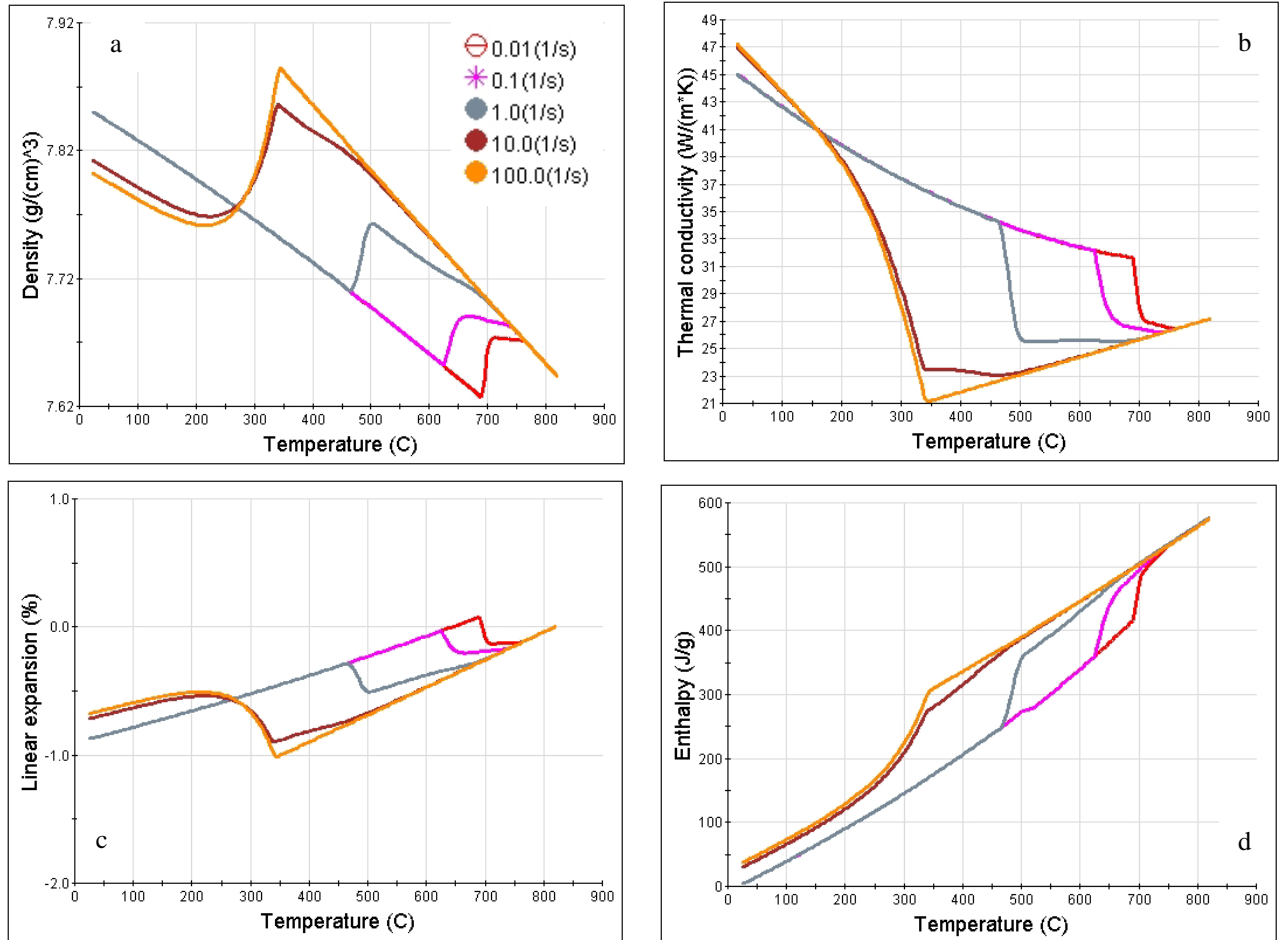 a
7.92
7.82
7.72
7.62
Density (g/(cm)^3)
0 100 200 300 400 500 600 700 800 900
Temperature (C)
0.01(1/s)
0.1(1/s)
1.0(1/s)
10.0(1/s)
100.0(1/s)
b
49
47
45
43
41
39
37
35
33
31
29
27
25
23
21
Thermal conductivity (W/(m*K))
0 100 200 300 400 500 600 700 800 900
Temperature (C)
c
1.0
0.0
-1.0
-2.0
Linear expansion (%)
0 100 200 300 400 500 600 700 800 900
Temperature (C)
d
600
500
400
300
200
100
0
Enthalpy (J/g)
0 100 200 300 400 500 600 700 800 900
Temperature (C)